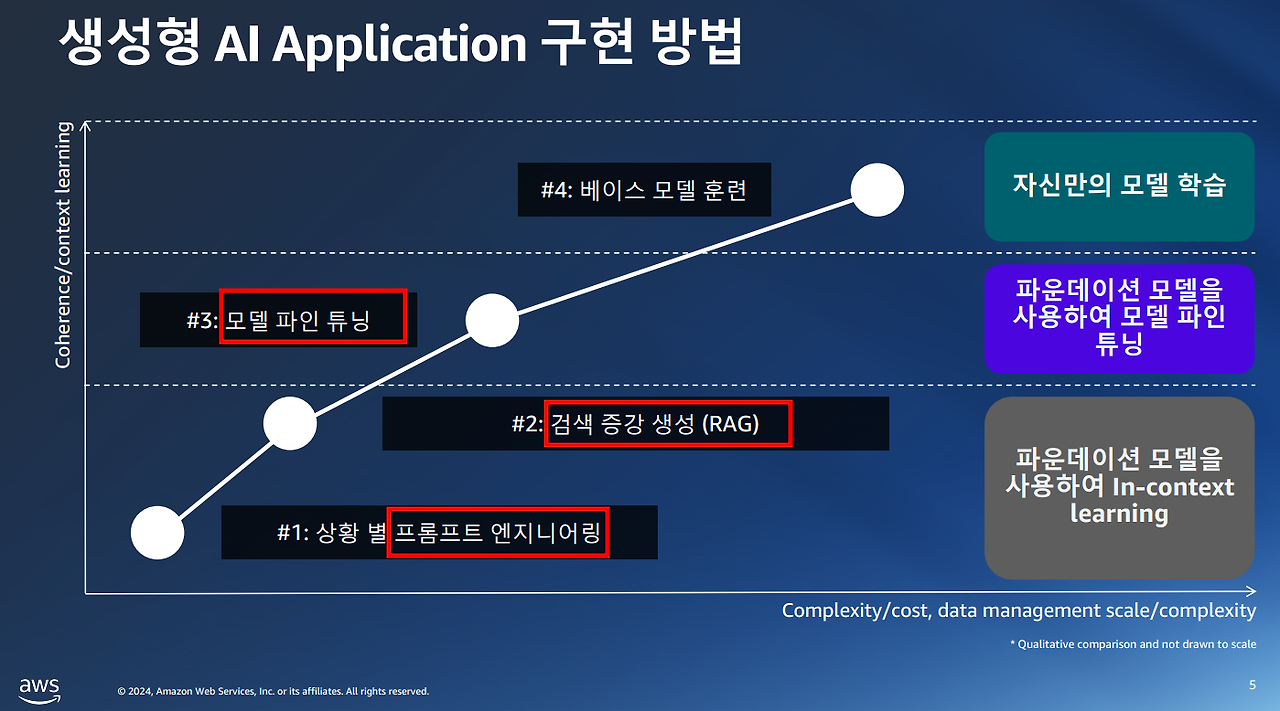 생성형 AI Application 구현 방법
Coherence/context learning
#4: 베이스 모델 훈련
자신만의 모델 학습
#3: 모델 파인 튜닝
파운데이션 모델을
사용하여 모델 파인
튜닝
#2: 검색 증강 생성 (RAG)
파운데이션 모델을
사용하여 In-context
learning
#1: 상황 별 프롬프트 엔지니어링
Complexity/cost, data management scale/complexity
* Qualitative comparison and not drawn to scale
aws
© 2024, Amazon Web Services, Inc. or its affiliates. All rights reserved.
5